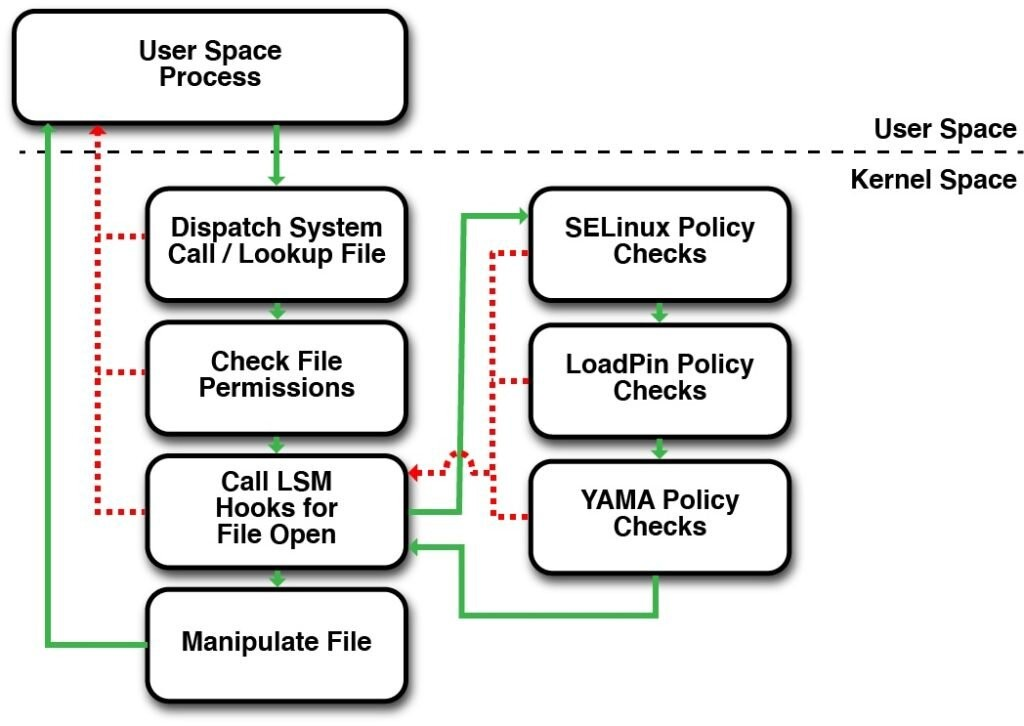 User Space
Process
User Space
Kernel Space
Dispatch System
Call / Lookup File
SELinux Policy
Checks
Check File
Permissions
LoadPin Policy
Checks
Call LSM
Hooks for
File Open
YAMA Policy
Checks
Manipulate File